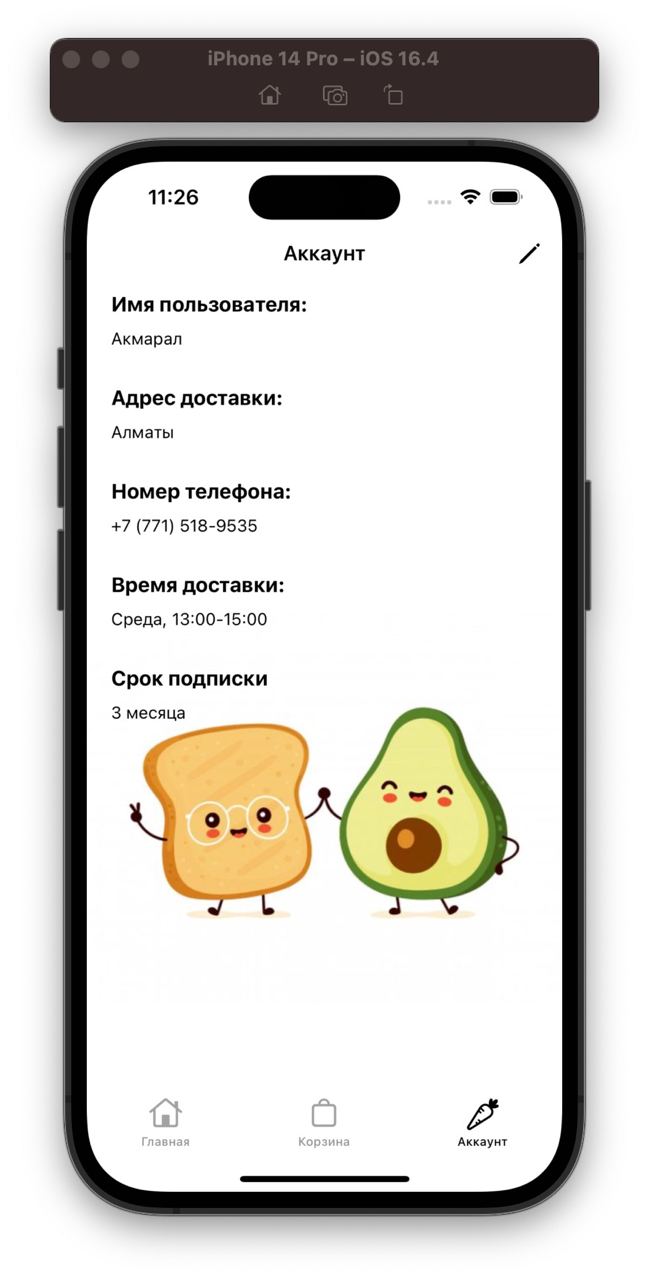 iPhone 14 Pro – iOS 16.4
11:26
Аккаунт
Имя пользователя:
Акмарал
Адрес доставки:
Алматы
Номер телефона:
+7 (771) 518-9535
Время доставки:
Среда, 13:00-15:00
Срок подписки
3 месяца
Главная
Корзина
Аккаунт